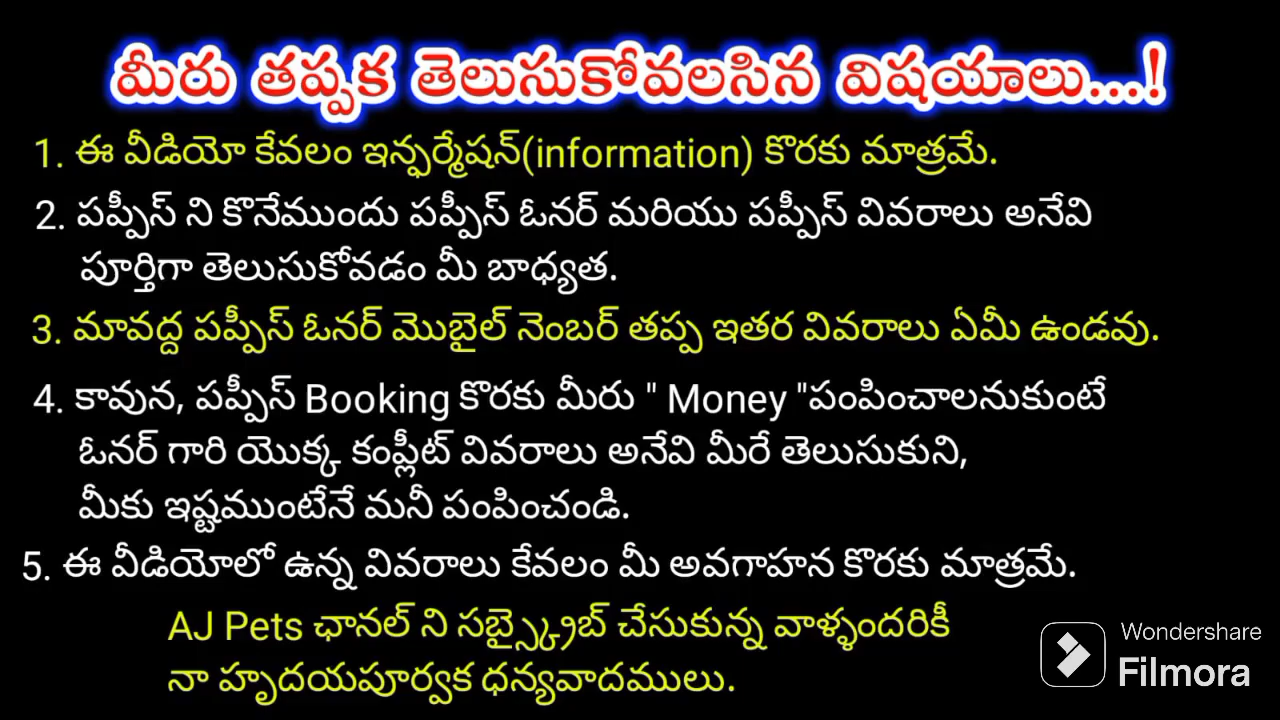 మీరు తప్పక తెలుసుకోవలసిన విషయాలు...!
1. ఈ వీడియో కేవలం ఇన్ఫర్మేషన్(information) కొరకు మాత్రమే.
2. పప్పీస్ ని కొనేముందు పప్పీస్ ఓనర్ మరియు పప్పీస్ వివరాలు అనేవి
పూర్తిగా తెలుసుకోవడం మీ బాధ్యత.
3. మావద్ద పప్పీస్ ఓనర్ మొబైల్ నెంబర్ తప్ప ఇతర వివరాలు ఏమీ ఉండవు.
4. కావున, పప్పీస్ Booking కొరకు మీరు " Money "పంపించాలనుకుంటే
ఓనర్ గారి యొక్క కంప్లీట్ వివరాలు అనేవి మీరే తెలుసుకుని,
మీకు ఇష్టముంటేనే మనీ పంపించండి.
5. ఈ వీడియోలో ఉన్న వివరాలు కేవలం మీ అవగాహన కొరకు మాత్రమే.
AJ Pets ఛానల్ ని సబ్స్క్రైబ్ చేసుకున్న వాళ్ళందరికీ
నా హృదయపూర్వక ధన్యవాదములు.
Wondershare
Filmora